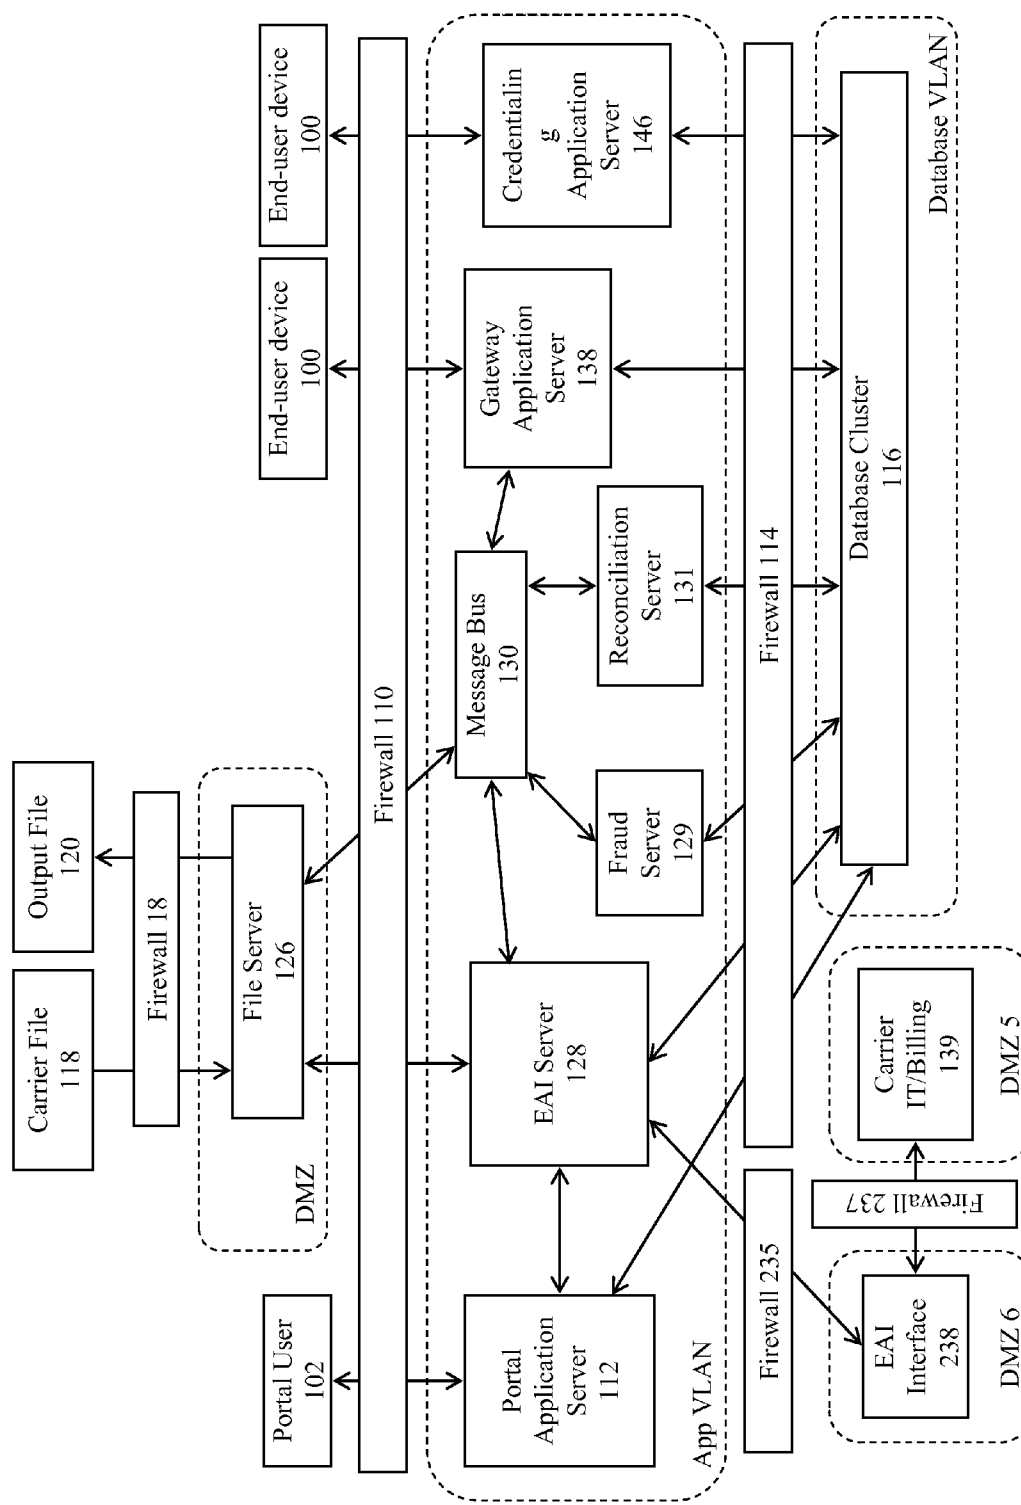 Carrier File
118
Output File
120
Firewall 18
File Server
126
DMZ
Portal User
102
End-user device
100
End-user device
100
Firewall 110
Portal
Application
Server
112
EAI Server
128
Message Bus
130
Gateway
Application
Server
138
Credentialin
g
Application
Server
146
Fraud
Server
129
Reconciliation
Server
131
App VLAN
Firewall 235
Firewall 114
EAI
Interface
238
DMZ 6
Firewall 237
Carrier
IT/Billing
139
DMZ 5
Database Cluster
116
Database VLAN